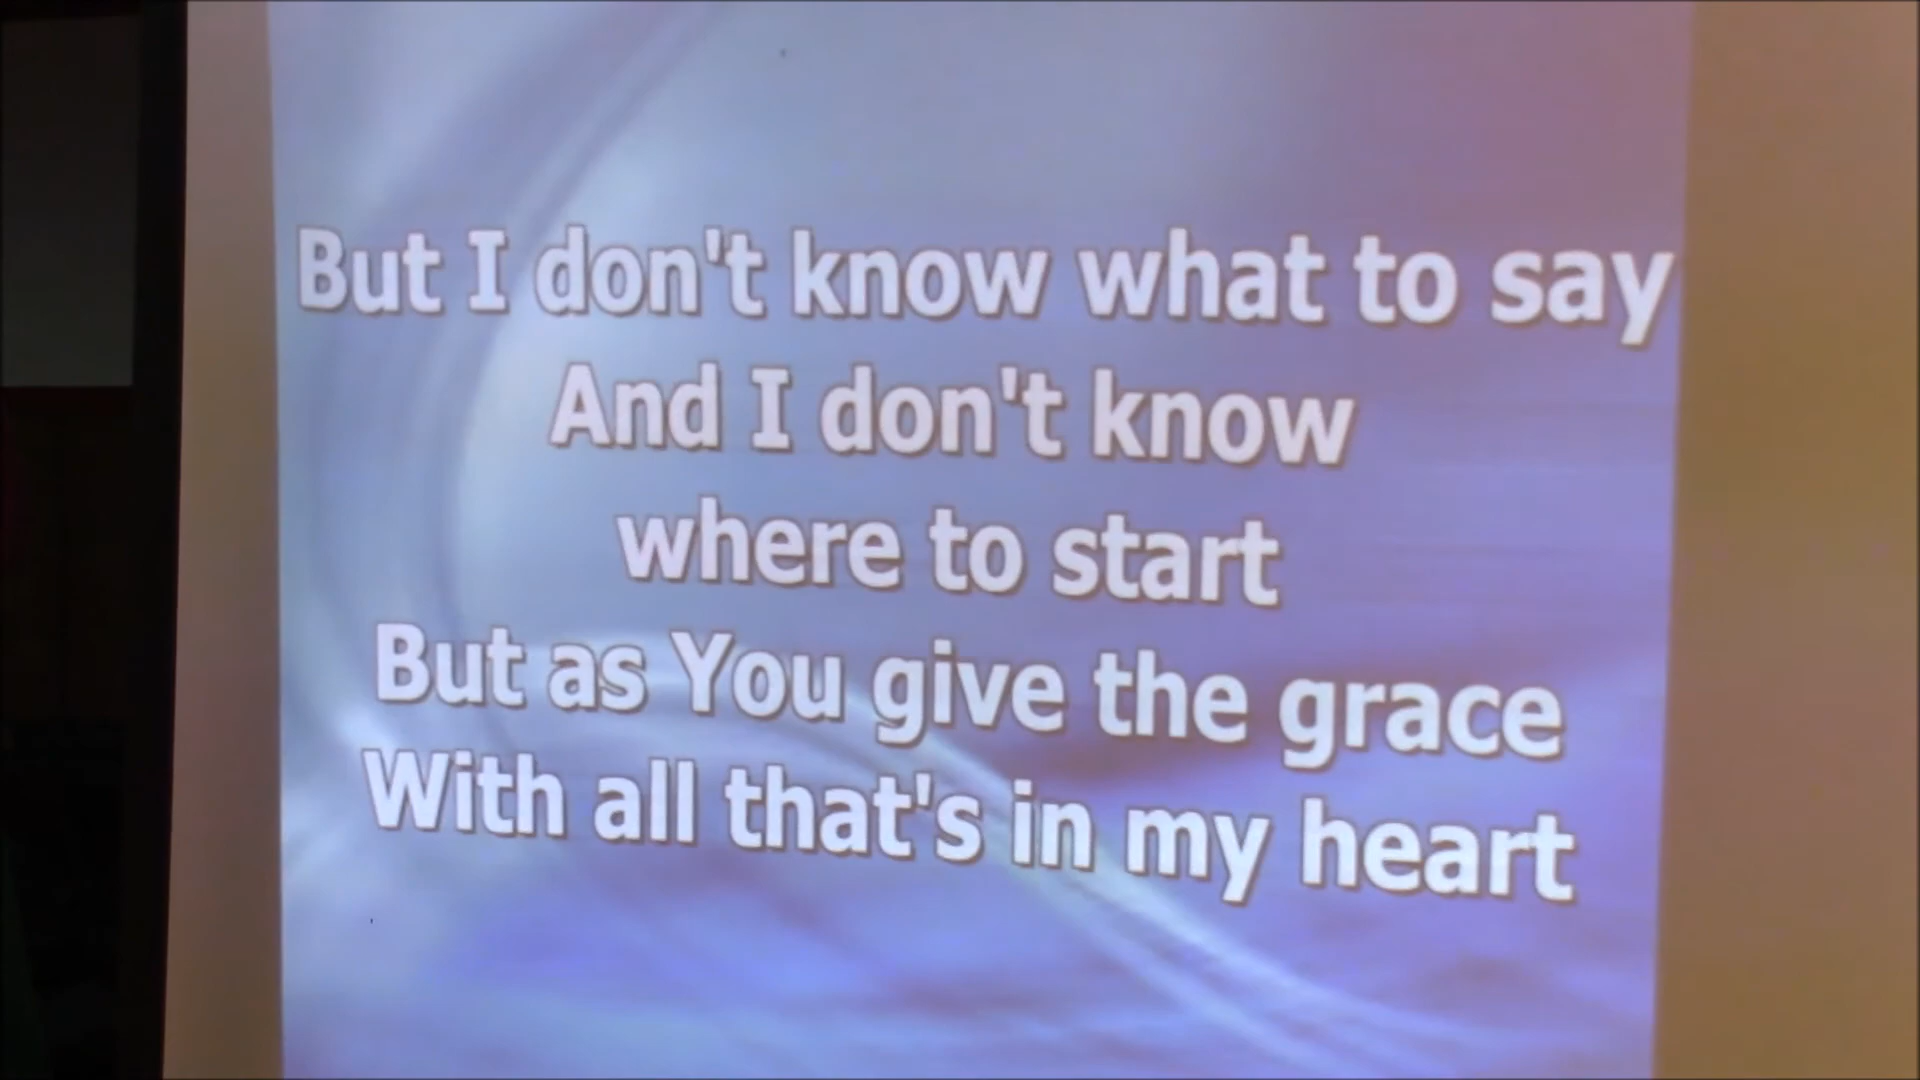 But I don't know what to say
And I don't know
where to start
But as You give the grace
With all that's in my heart